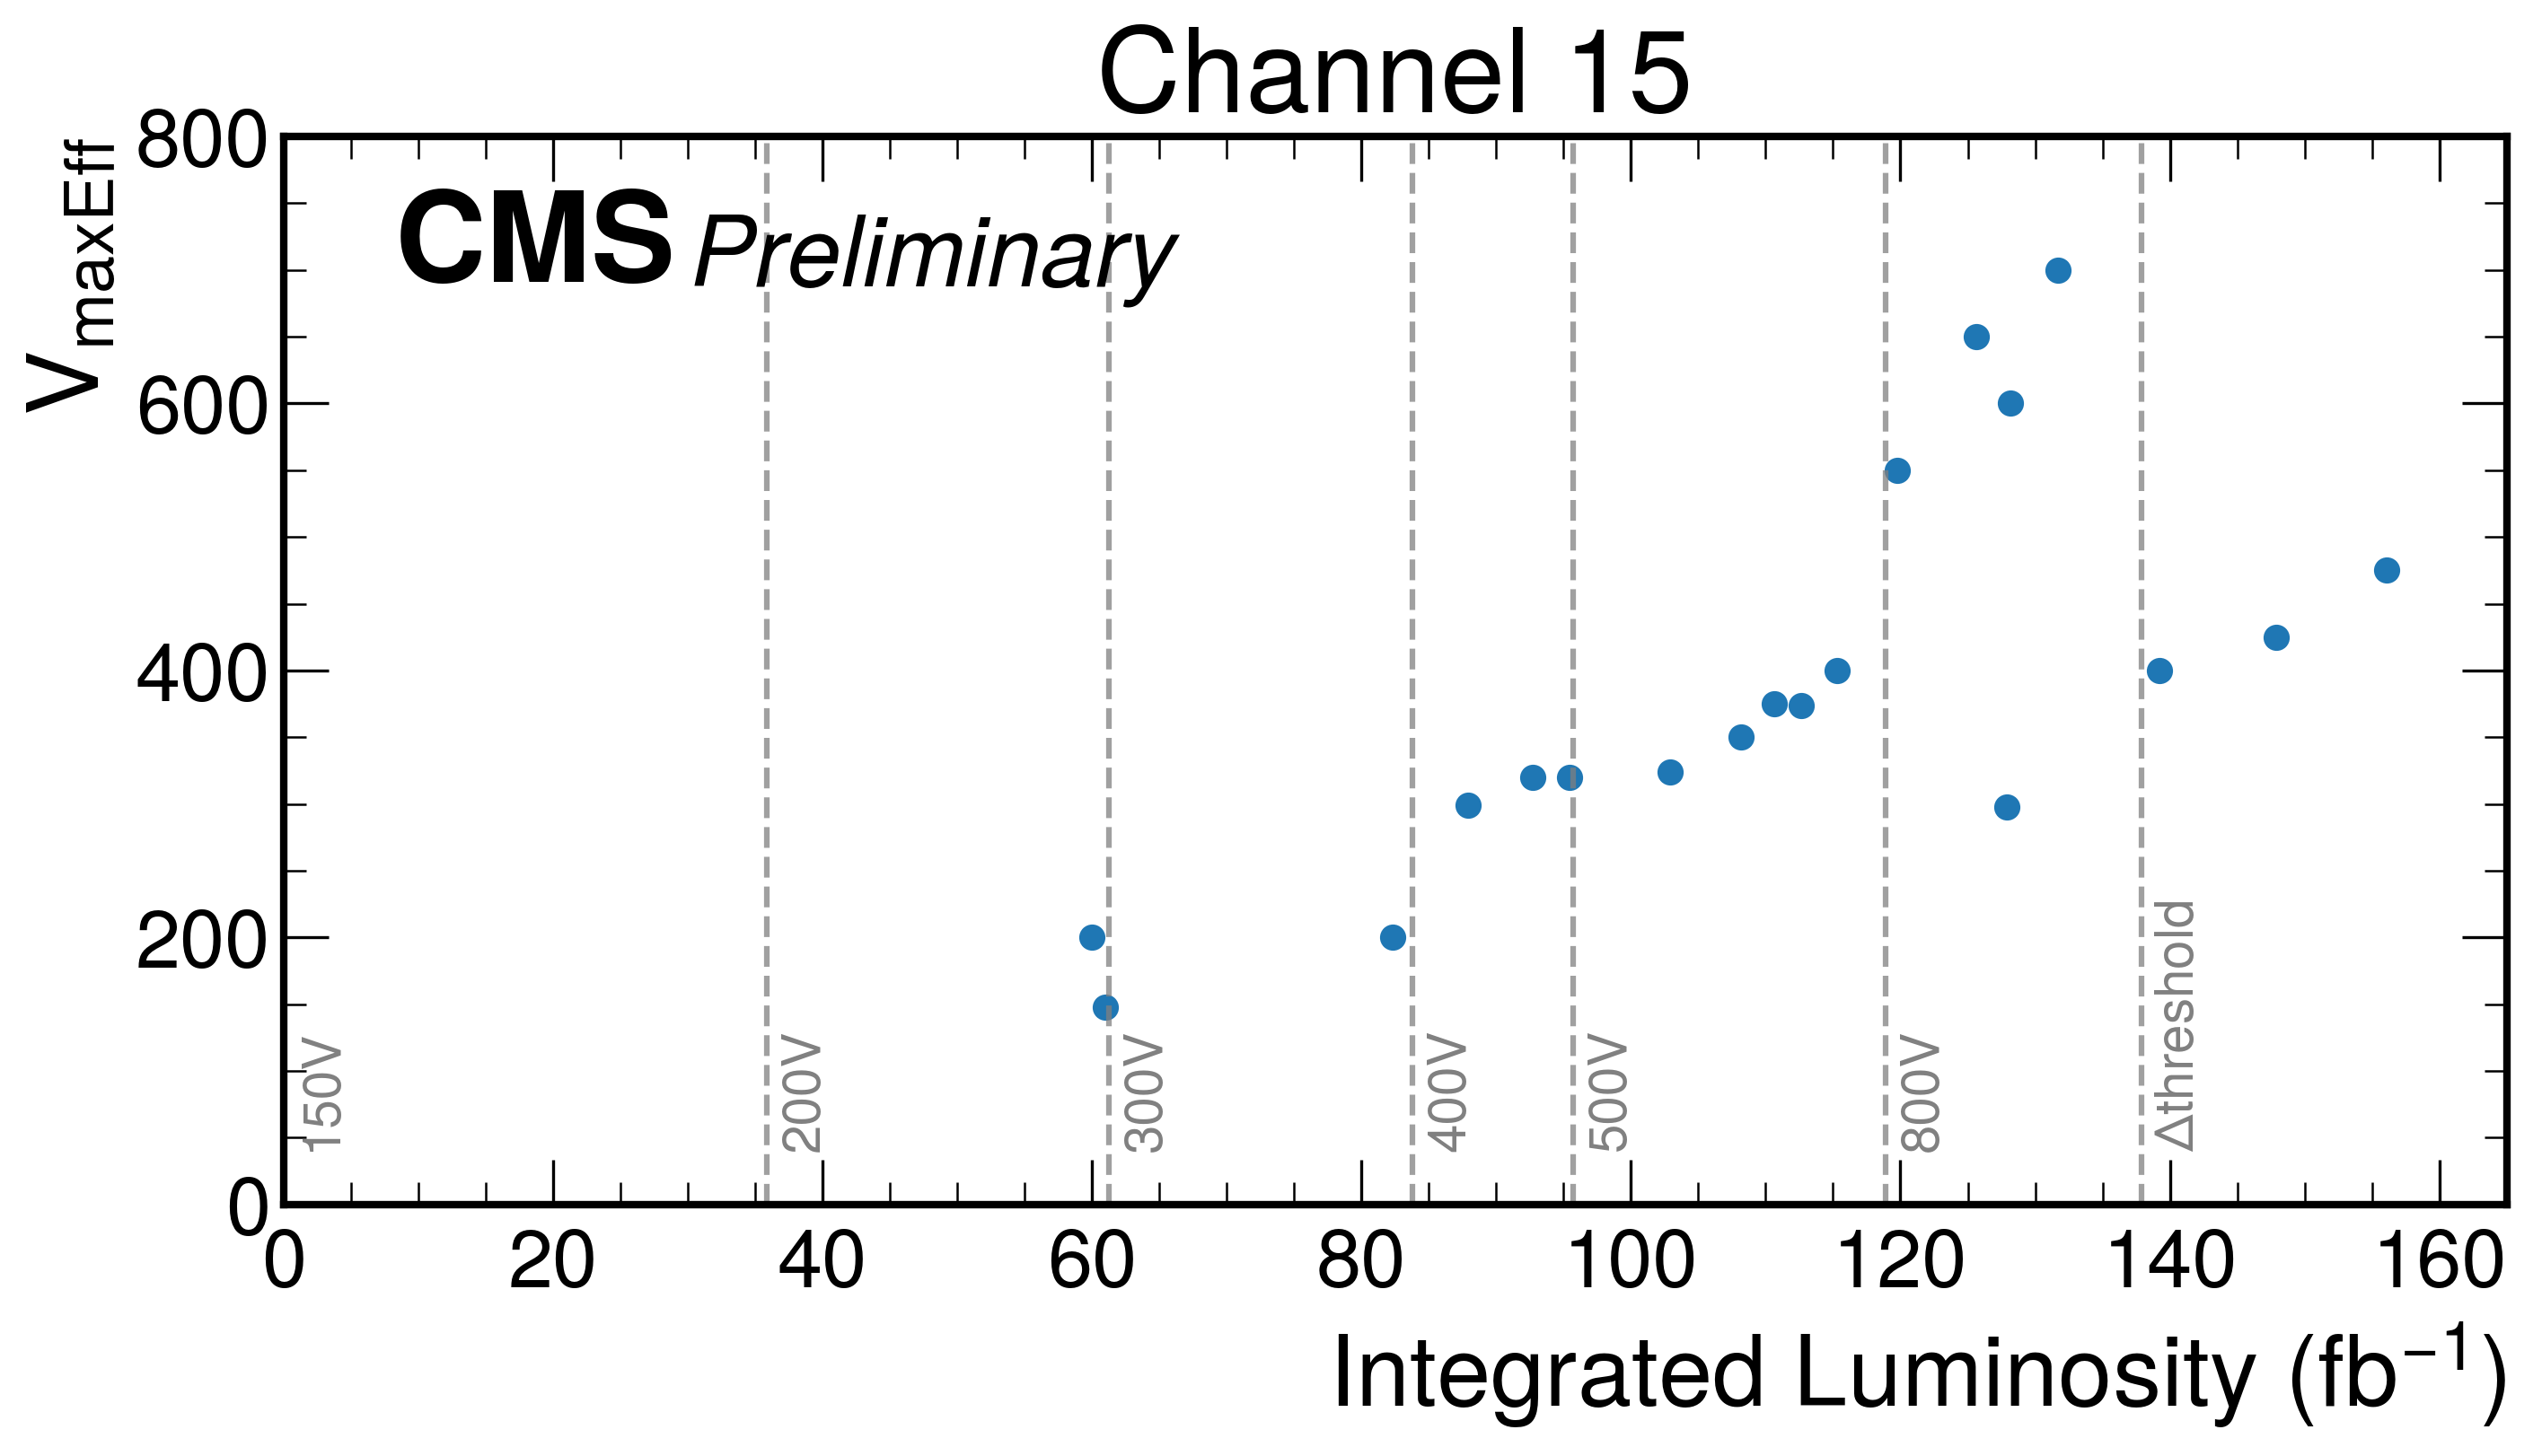 Channel 15
CMS Preliminary
V_maxEff
800
600
400
200
0
150V
200V
300V
400V
500V
800V
Δthreshold
0 20 40 60 80 100 120 140 160
Integrated Luminosity (fb⁻¹)